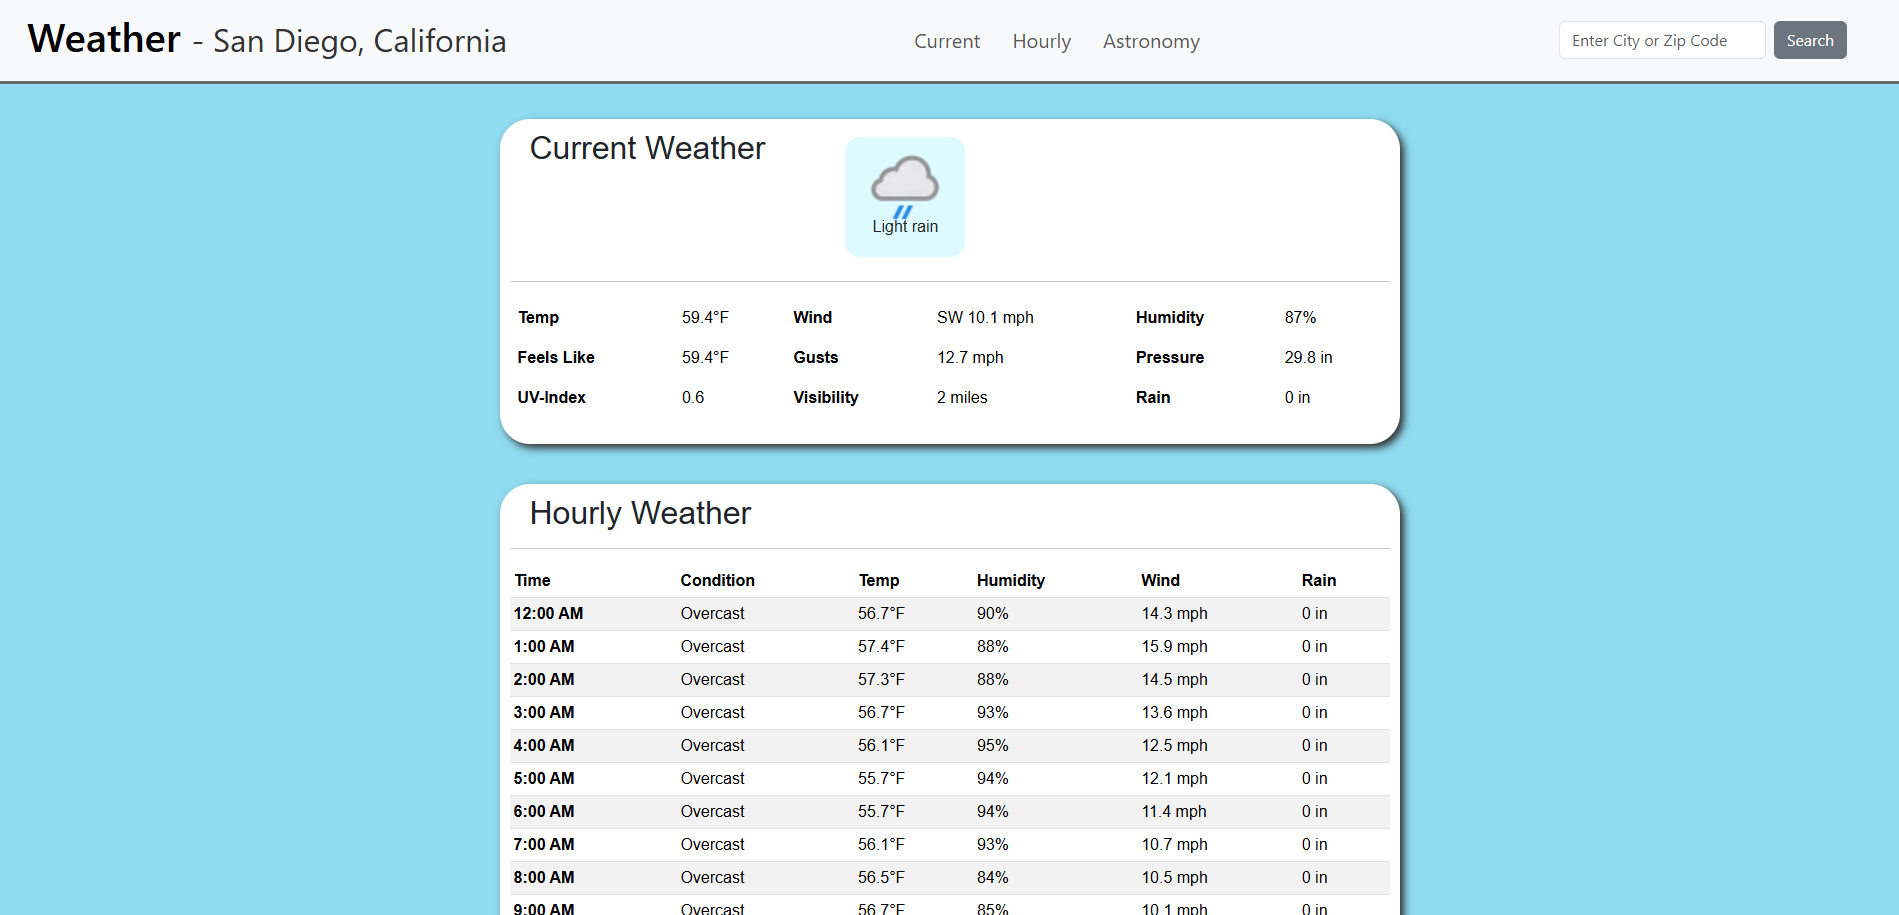 Weather - San Diego, California Current Hourly Astronomy Enter City or Zip Code Search
Current Weather
Light rain
Temp 59.4°F Wind SW 10.1 mph Humidity 87%
Feels Like 59.4°F Gusts 12.7 mph Pressure 29.8 in
UV-Index 0.6 Visibility 2 miles Rain 0 in
Hourly Weather
Time Condition Temp Humidity Wind Rain
12:00 AM Overcast 56.7°F 90% 14.3 mph 0 in
1:00 AM Overcast 57.4°F 88% 15.9 mph 0 in
2:00 AM Overcast 57.3°F 88% 14.5 mph 0 in
3:00 AM Overcast 56.7°F 93% 13.6 mph 0 in
4:00 AM Overcast 56.1°F 95% 12.5 mph 0 in
5:00 AM Overcast 55.7°F 94% 12.1 mph 0 in
6:00 AM Overcast 55.7°F 94% 11.4 mph 0 in
7:00 AM Overcast 56.1°F 93% 10.7 mph 0 in
8:00 AM Overcast 56.5°F 84% 10.5 mph 0 in
9:00 AM Overcast 56.7°F 85% 10.1 mph 0 in